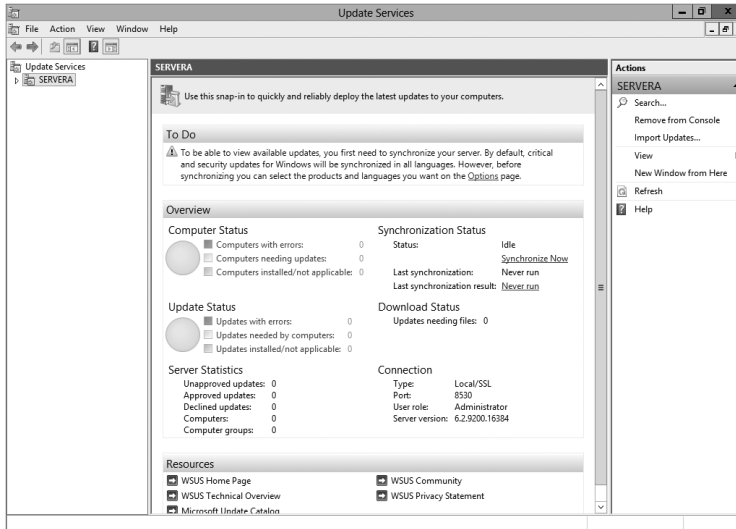 Update Services
File Action View Window Help
Update Services
SERVERA
SERVERA
Use this snap-in to quickly and reliably deploy the latest updates to your computers.
To Do
To be able to view available updates, you first need to synchronize your server. By default, critical
and security updates for Windows will be synchronized in all languages. However, before
synchronizing you can select the products and languages you want on the Options page.
Overview
Computer Status
Computers with errors: 0
Computers needing updates: 0
Computers installed/not applicable: 0
Synchronization Status
Status: Idle
Synchronize Now
Last synchronization: Never run
Last synchronization result: Never run
Update Status
Updates with errors: 0
Updates needed by computers: 0
Updates installed/not applicable: 0
Download Status
Updates needing files: 0
Server Statistics
Unapproved updates: 0
Approved updates: 0
Declined updates: 0
Computers: 0
Computer groups: 0
Connection
Type: Local/SSL
Port: 8530
User role: Administrator
Server version: 6.2.9200.16384
Resources
WSUS Home Page
WSUS Community
WSUS Technical Overview
WSUS Privacy Statement
Microsoft Update Catalog
Actions
SERVERA
Search...
Remove from Console
Import Updates...
View
New Window from Here
Refresh
Help